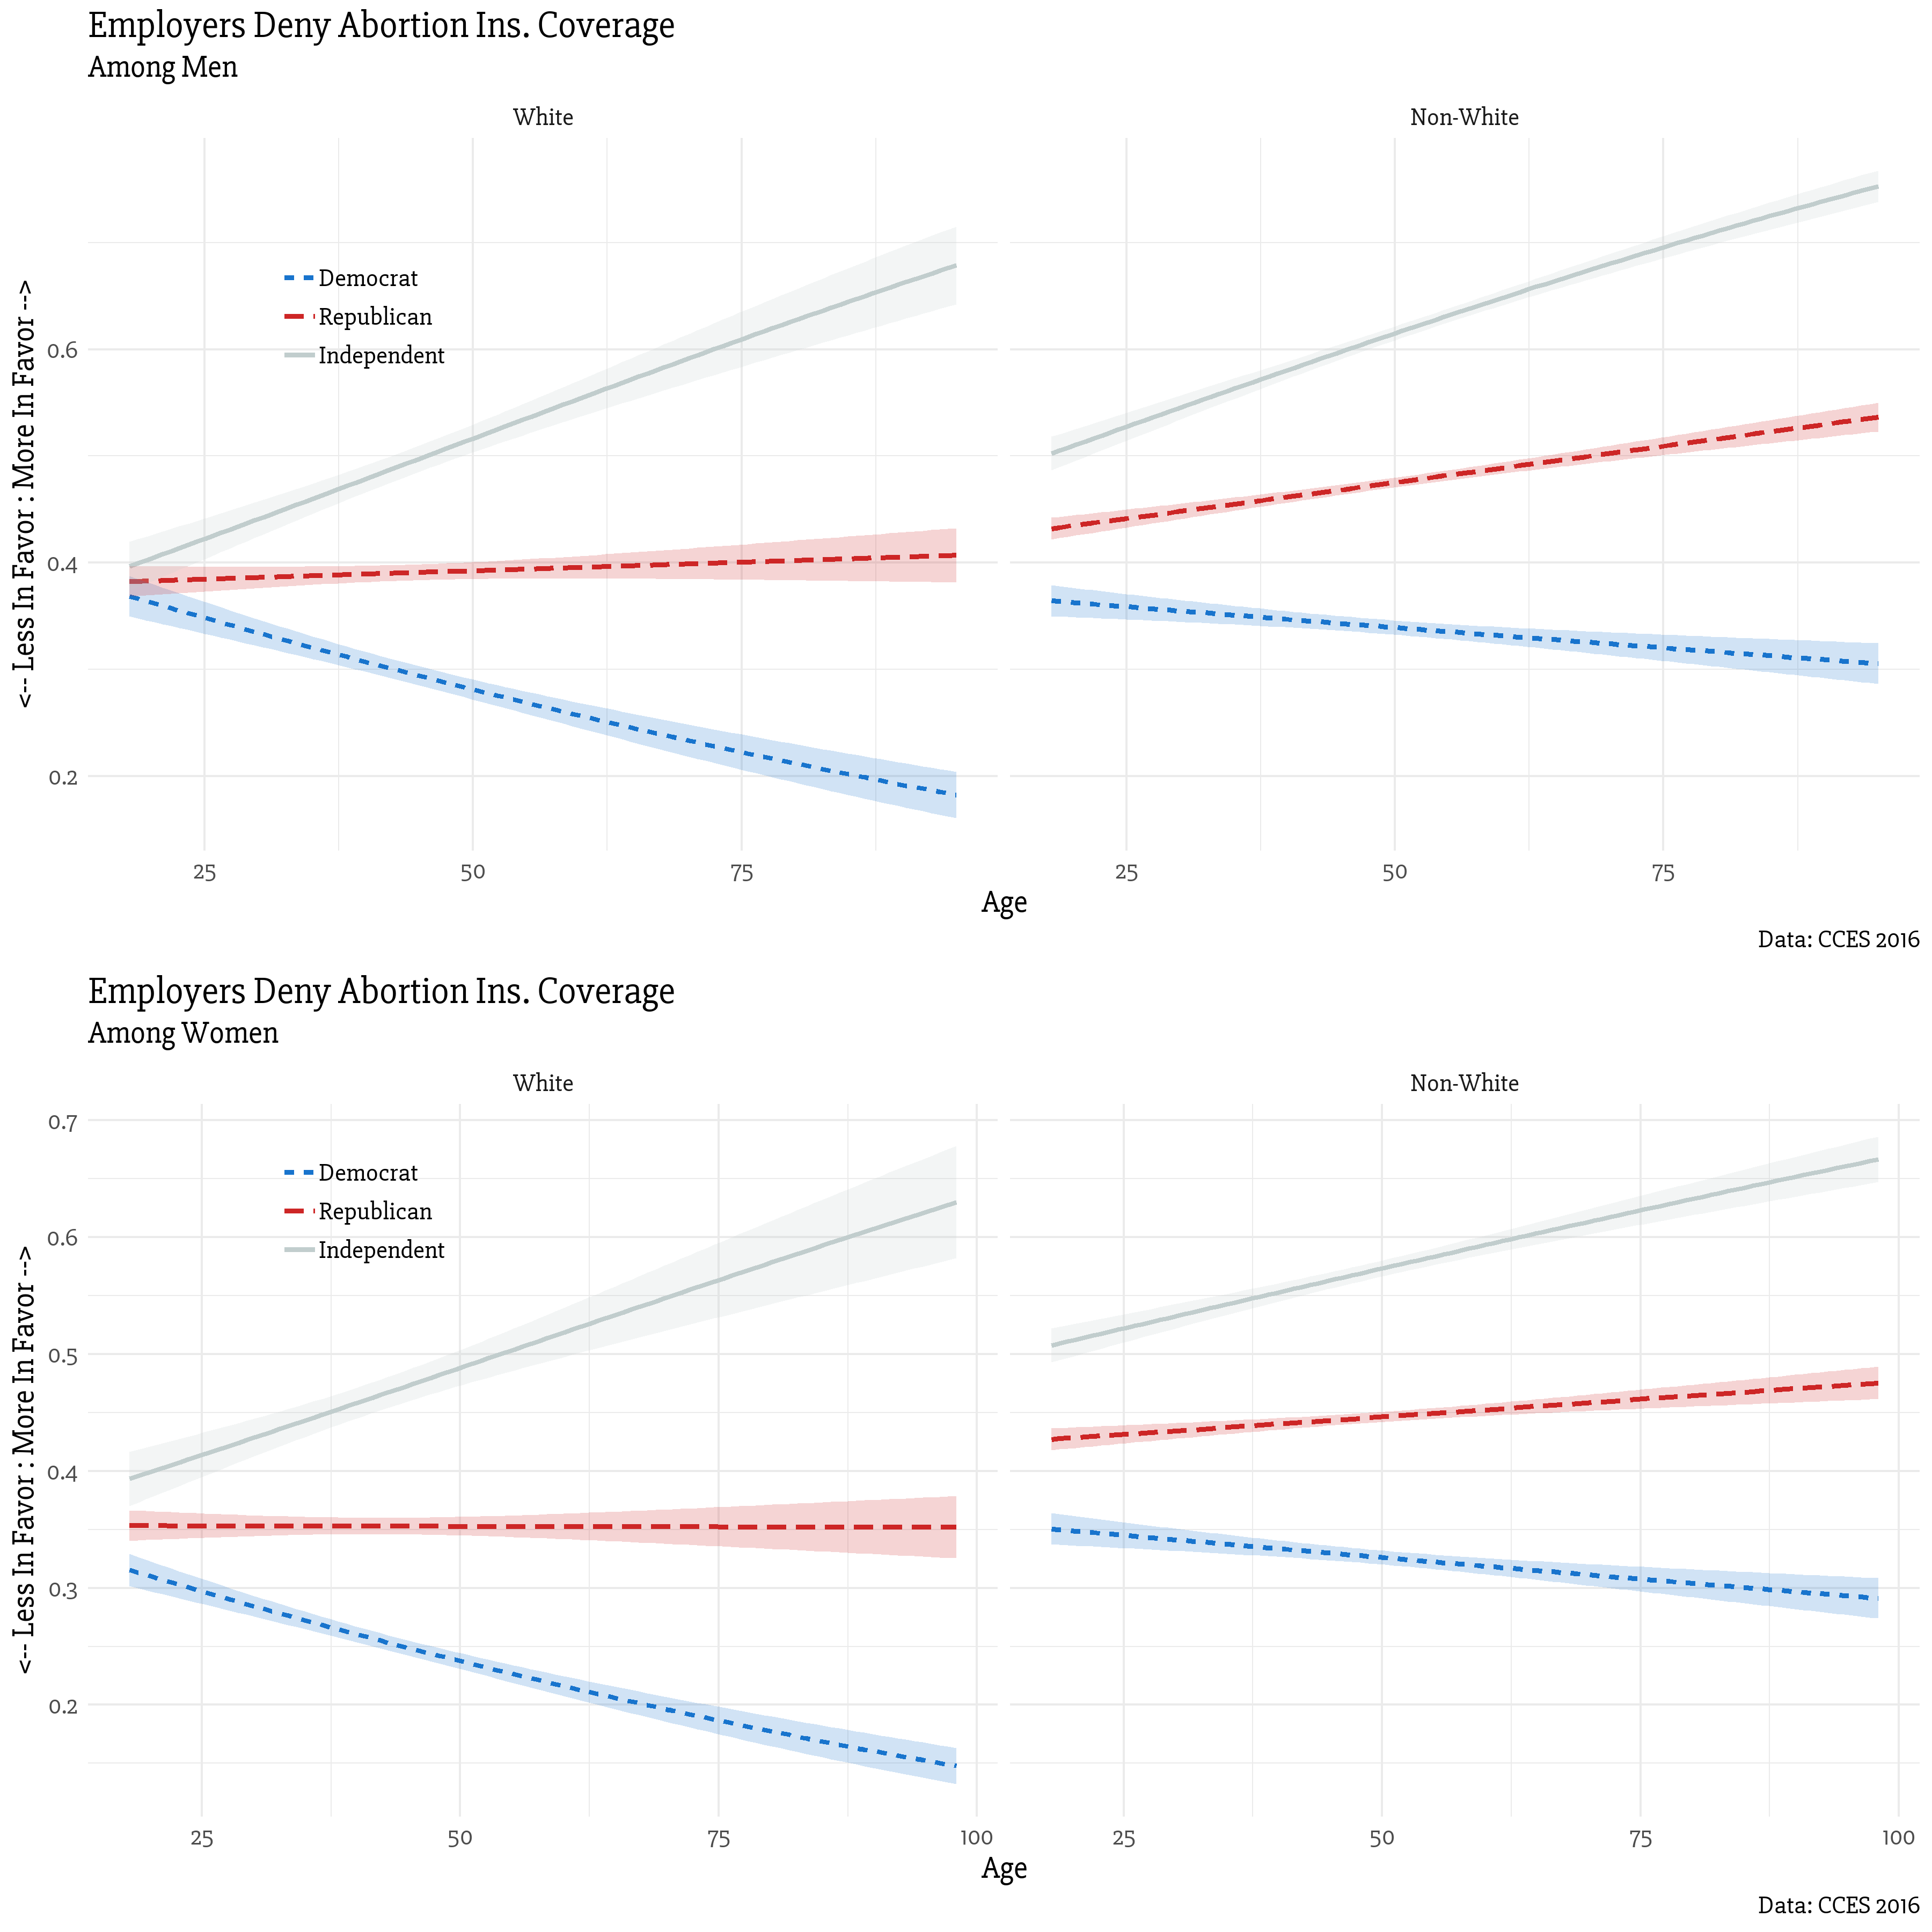 Employers Deny Abortion Ins. Coverage
Among Men
White
Non-White
Democrat
Republican
Independent
<-- Less In Favor : More In Favor -->
0.6
0.4
0.2
25 50 75
25 50 75
Age
Data: CCES 2016
Employers Deny Abortion Ins. Coverage
Among Women
White
Non-White
Democrat
Republican
Independent
<-- Less In Favor : More In Favor -->
0.7
0.6
0.5
0.4
0.3
0.2
25 50 75 100
25 50 75 100
Age
Data: CCES 2016